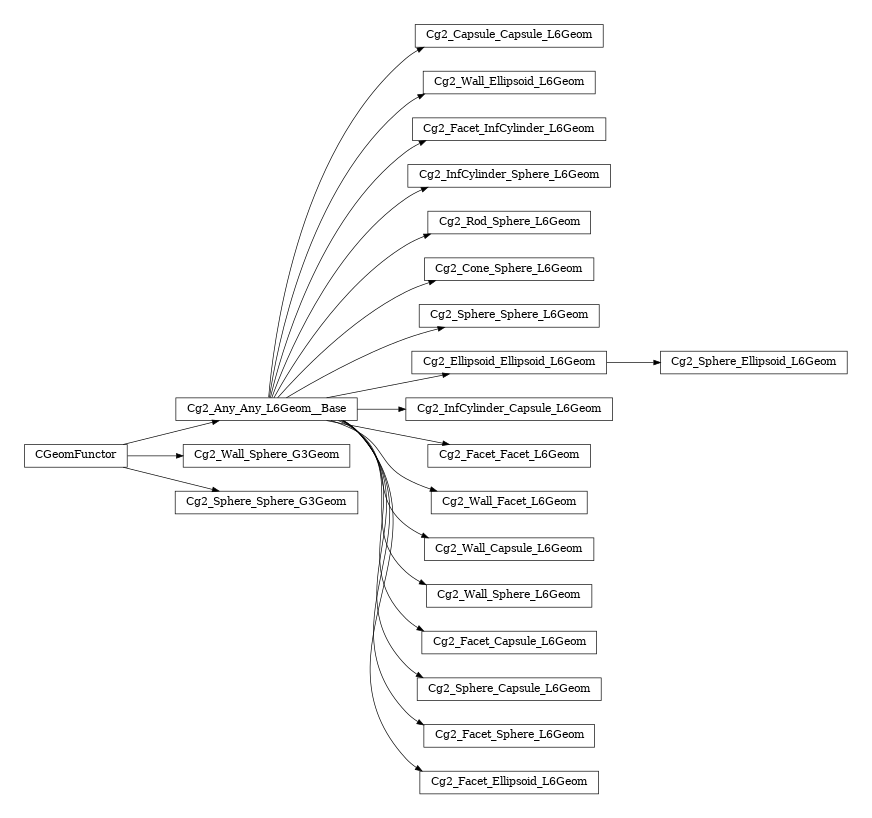 Cg2_Capsule_Capsule_L6Geom
Cg2_Wall_Ellipsoid_L6Geom
Cg2_Facet_InfCylinder_L6Geom
Cg2_InfCylinder_Sphere_L6Geom
Cg2_Rod_Sphere_L6Geom
Cg2_Cone_Sphere_L6Geom
Cg2_Sphere_Sphere_L6Geom
Cg2_Ellipsoid_Ellipsoid_L6Geom
Cg2_Sphere_Ellipsoid_L6Geom
Cg2_Any_Any_L6Geom__Base
Cg2_InfCylinder_Capsule_L6Geom
CGeomFunctor
Cg2_Wall_Sphere_G3Geom
Cg2_Facet_Facet_L6Geom
Cg2_Sphere_Sphere_G3Geom
Cg2_Wall_Facet_L6Geom
Cg2_Wall_Capsule_L6Geom
Cg2_Wall_Sphere_L6Geom
Cg2_Facet_Capsule_L6Geom
Cg2_Sphere_Capsule_L6Geom
Cg2_Facet_Sphere_L6Geom
Cg2_Facet_Ellipsoid_L6Geom